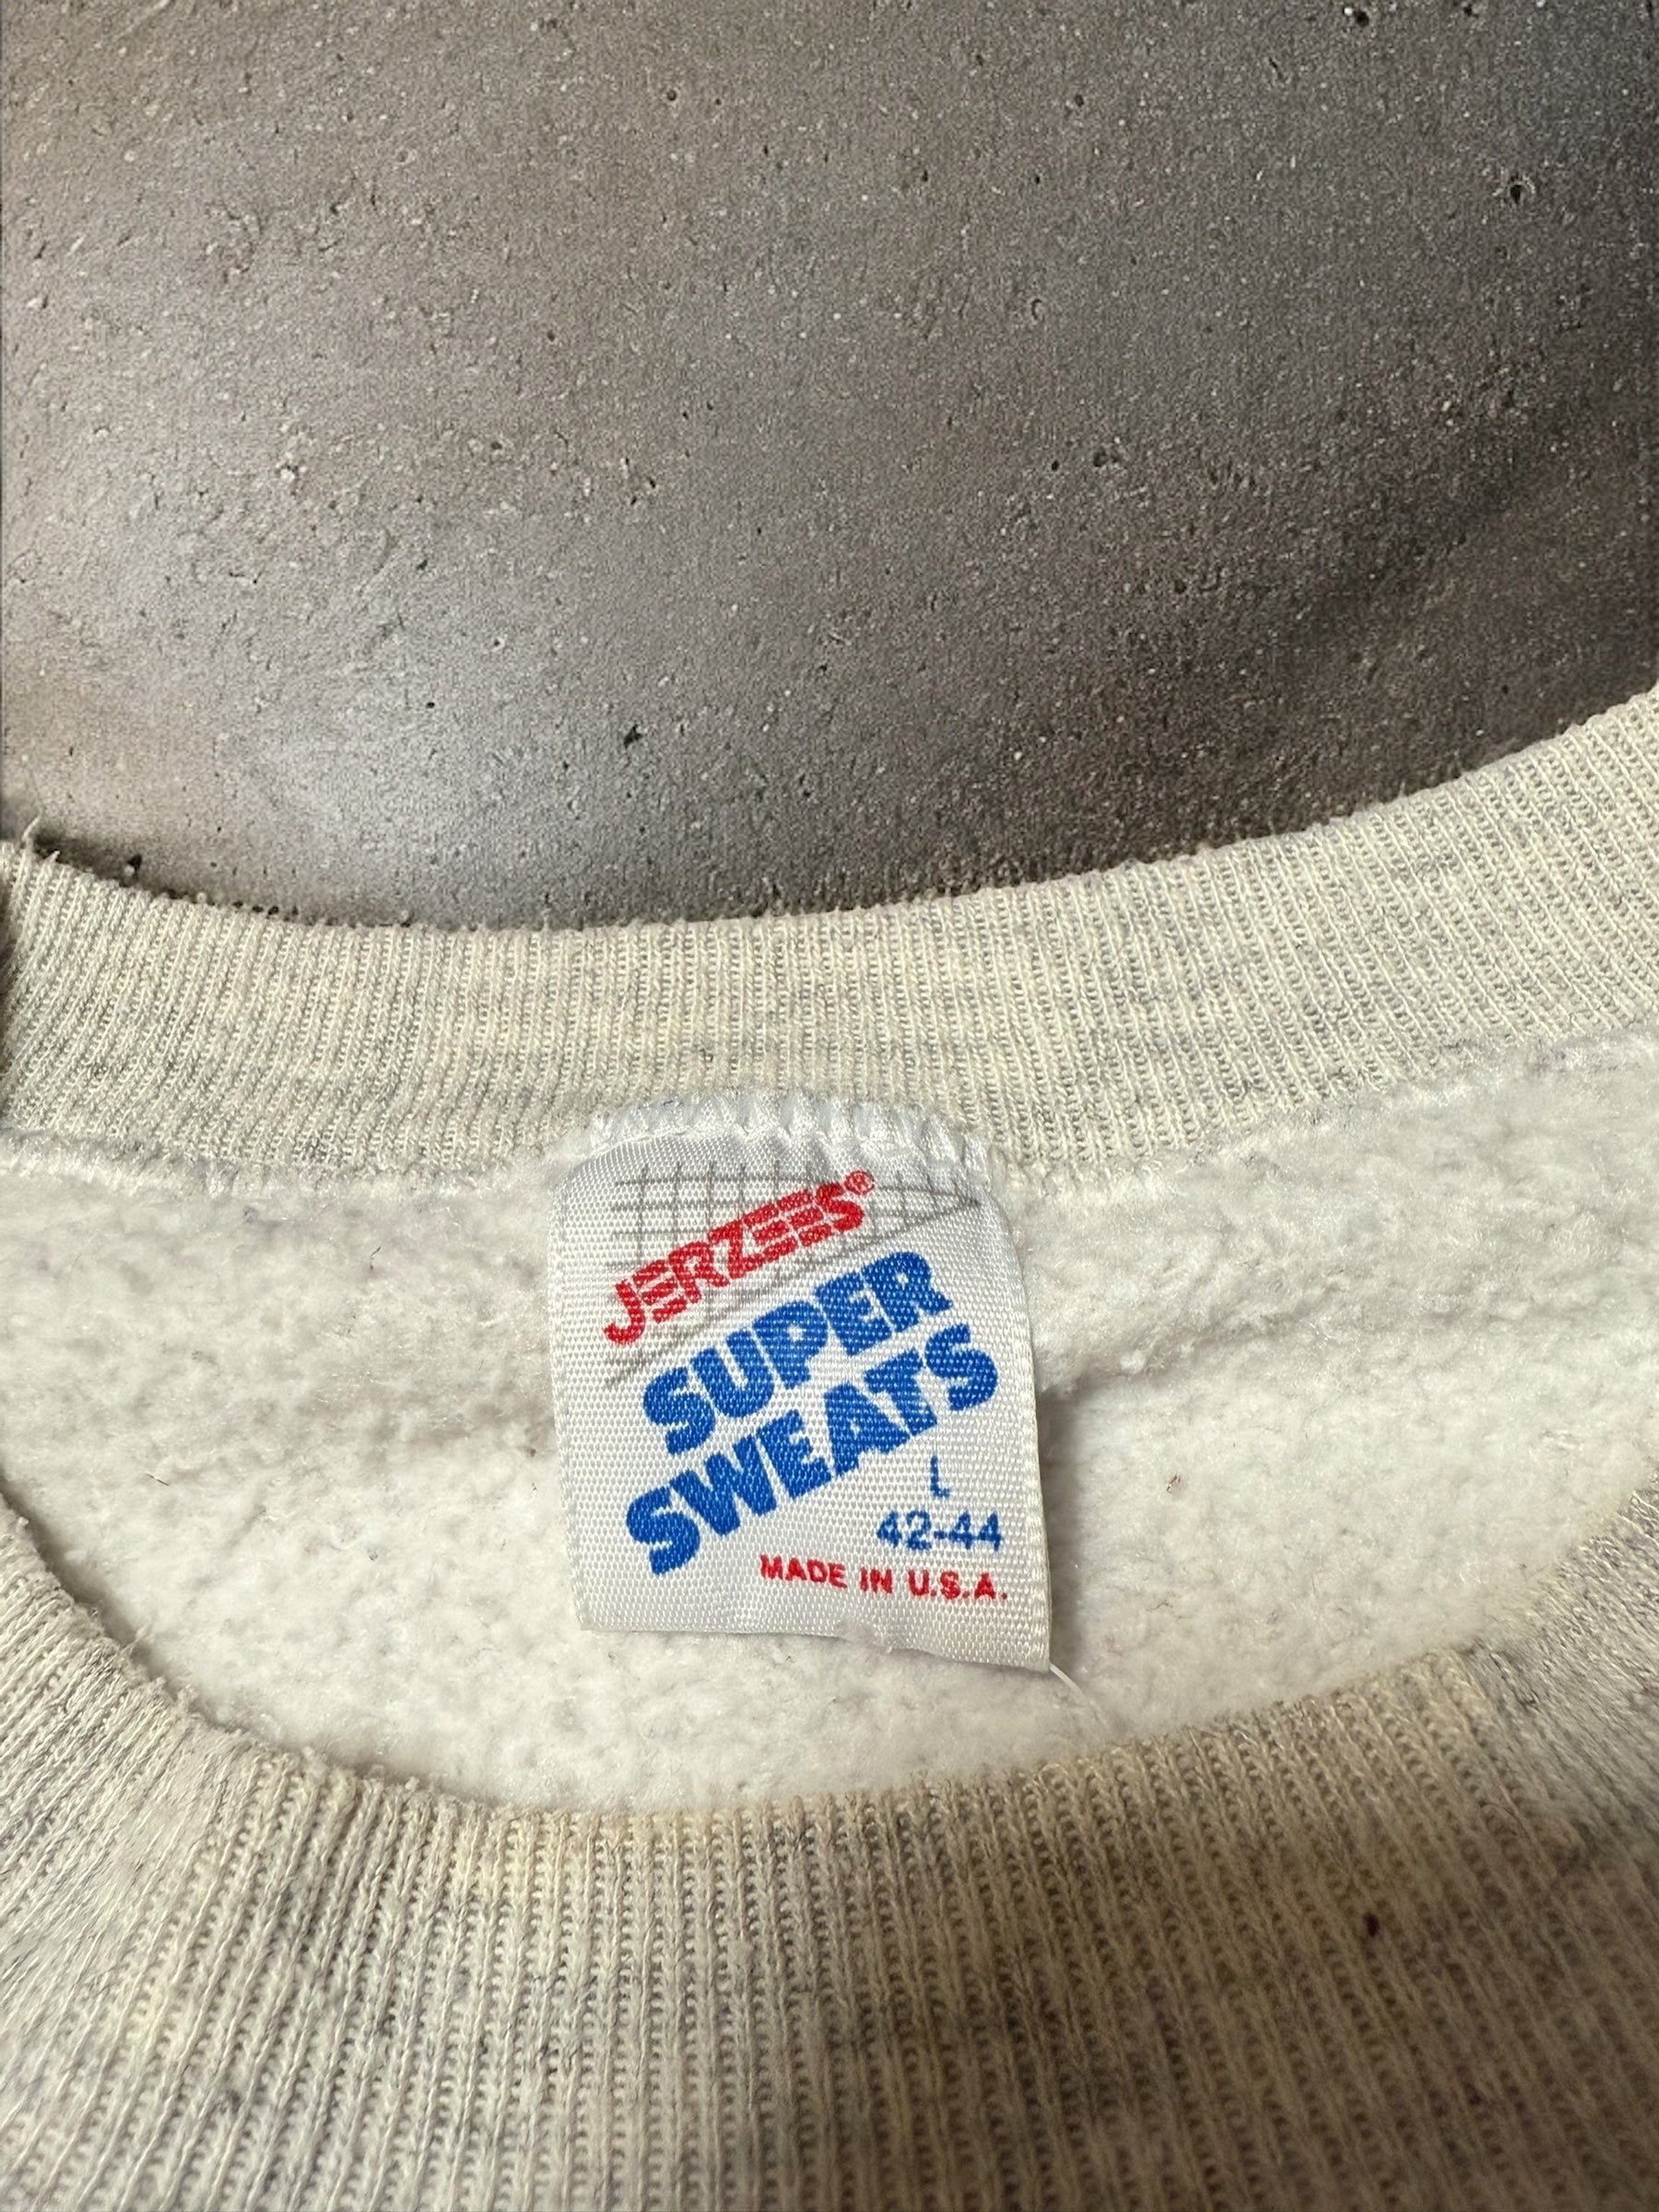 JERZEES®
SUPER
SWEATS
L
42-44
MADE IN U.S.A.